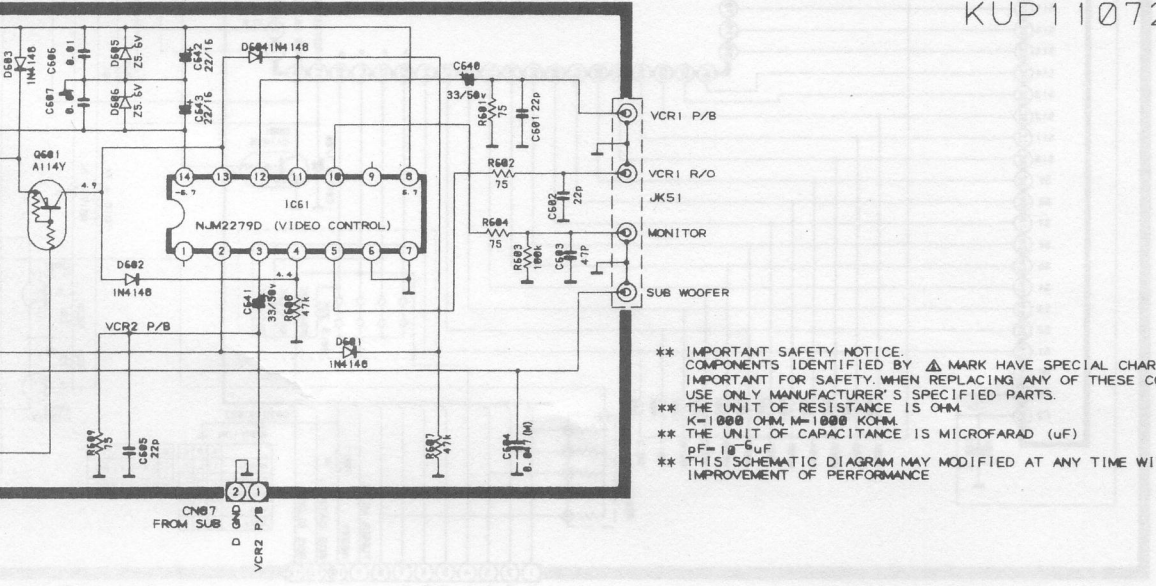 KUP11072
D603
1N4148
C606
0.01
C607
0.01
D605
Z5.6V
D606
Z5.6V
C642
22/16
C643
22/16
D604 1N4148
C640
33/50v
R601
75
C601 22p
VCR1 P/B
Q601
A114Y
4.9
14 13 12 11 10 9 8
-5.7
5.7
IC61
NJM2279D (VIDEO CONTROL)
1 2 3 4 5 6 7
R602
75
C602
22p
VCR1 R/O
JK51
R604
75
R603
100k
C603
47P
MONITOR
SUB WOOFER
D602
1N4148
4.4
C641
33/50v
R608
47k
VCR2 P/B
D601
1N4148
R609
75
C605
22p
R607
47k
C604
0.047(M)
2 1
CN87
FROM SUB
D GND
VCR2 P/B
** IMPORTANT SAFETY NOTICE.
COMPONENTS IDENTIFIED BY ⚠ MARK HAVE SPECIAL CHAR
IMPORTANT FOR SAFETY. WHEN REPLACING ANY OF THESE CO
USE ONLY MANUFACTURER'S SPECIFIED PARTS.
** THE UNIT OF RESISTANCE IS OHM.
K=1000 OHM, M=1000 KOHM.
** THE UNIT OF CAPACITANCE IS MICROFARAD (uF)
pF=10⁻⁶uF
** THIS SCHEMATIC DIAGRAM MAY MODIFIED AT ANY TIME WI
IMPROVEMENT OF PERFORMANCE